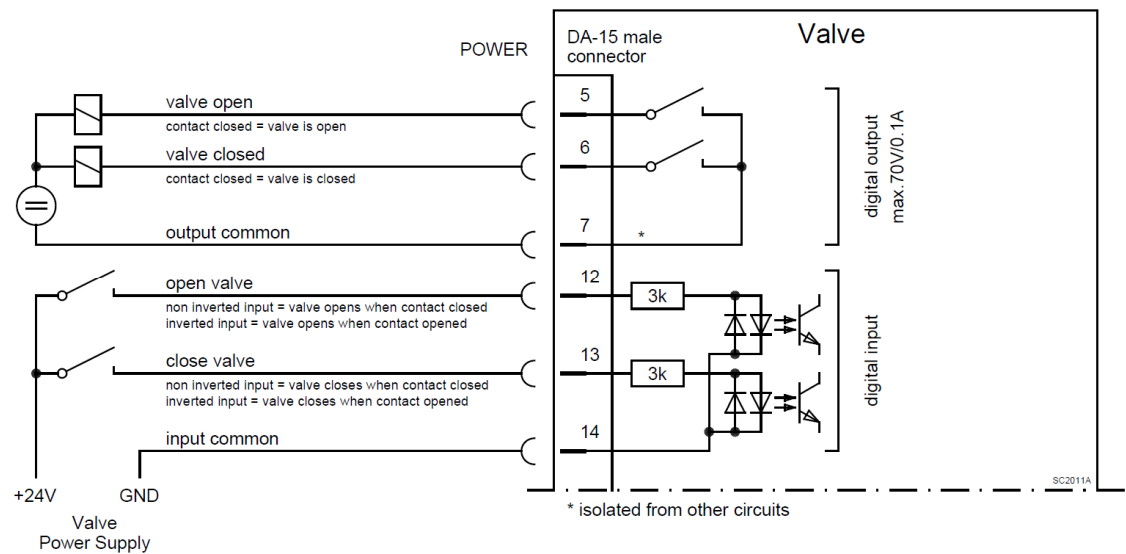 POWER
DA-15 male
connector
Valve
valve open
contact closed = valve is open
5
valve closed
contact closed = valve is closed
6
output common
7
*
digital output
max.70V/0.1A
open valve
non inverted input = valve opens when contact closed
inverted input = valve opens when contact opened
12
3k
close valve
non inverted input = valve closes when contact closed
inverted input = valve closes when contact opened
13
3k
digital input
input common
14
+24V
GND
Valve
Power Supply
SC2011A
* isolated from other circuits